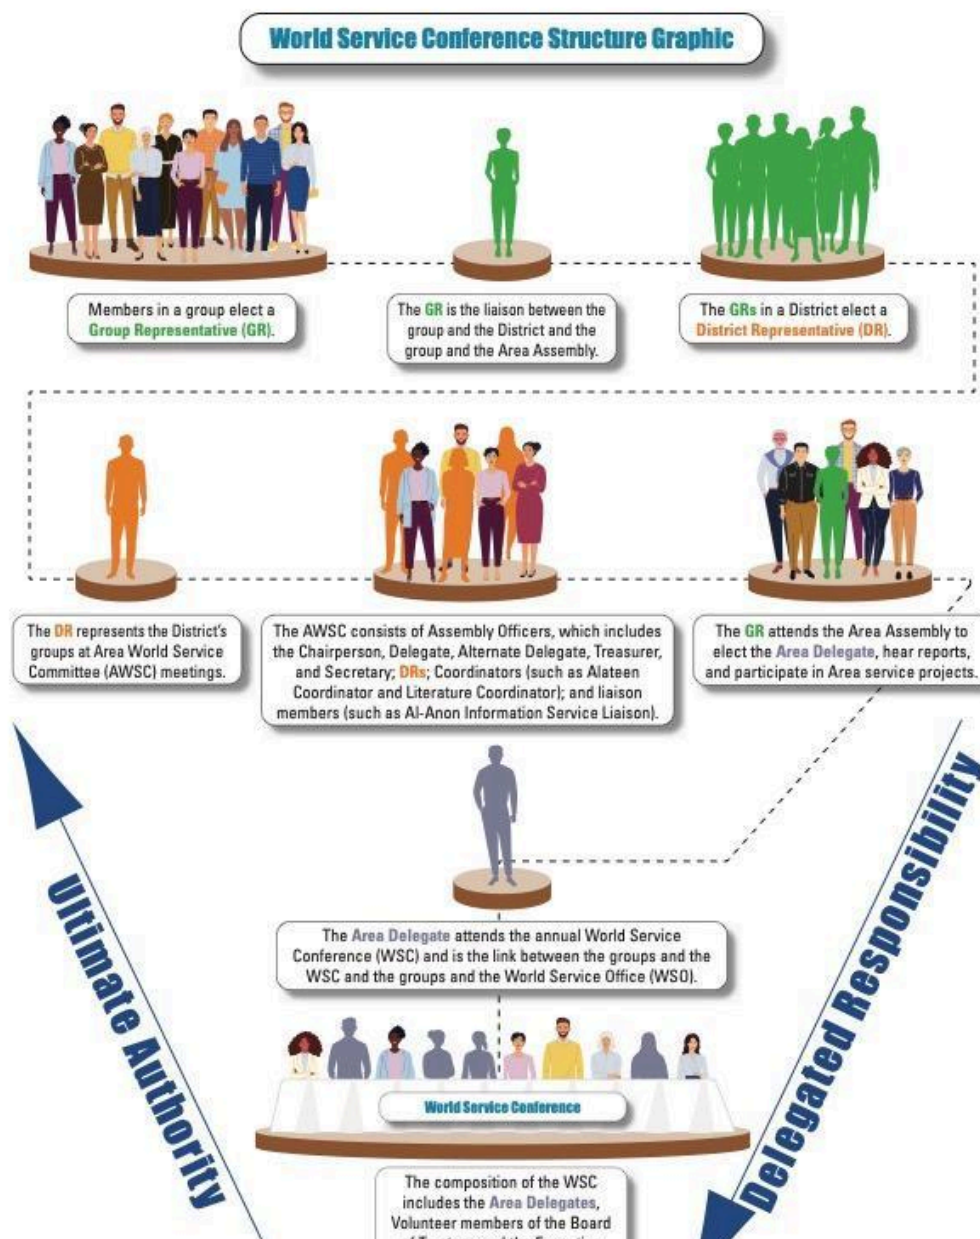 World Service Conference Structure Graphic
Members in a group elect a
Group Representative (GR).
The GR is the liaison between the
group and the District and the
group and the Area Assembly.
The GRs in a District elect a
District Representative (DR).
The DR represents the District's
groups at Area World Service
Committee (AWSC) meetings.
The AWSC consists of Assembly Officers, which includes
the Chairperson, Delegate, Alternate Delegate, Treasurer,
and Secretary; DRs; Coordinators (such as Alateen
Coordinator and Literature Coordinator); and liaison
members (such as Al-Anon Information Service Liaison).
The GR attends the Area Assembly to
elect the Area Delegate, hear reports,
and participate in Area service projects.
Ultimate Authority
Delegated Responsibility
The Area Delegate attends the annual World Service
Conference (WSC) and is the link between the groups and the
WSC and the groups and the World Service Office (WSO).
World Service Conference
The composition of the WSC
includes the Area Delegates,
Volunteer members of the Board